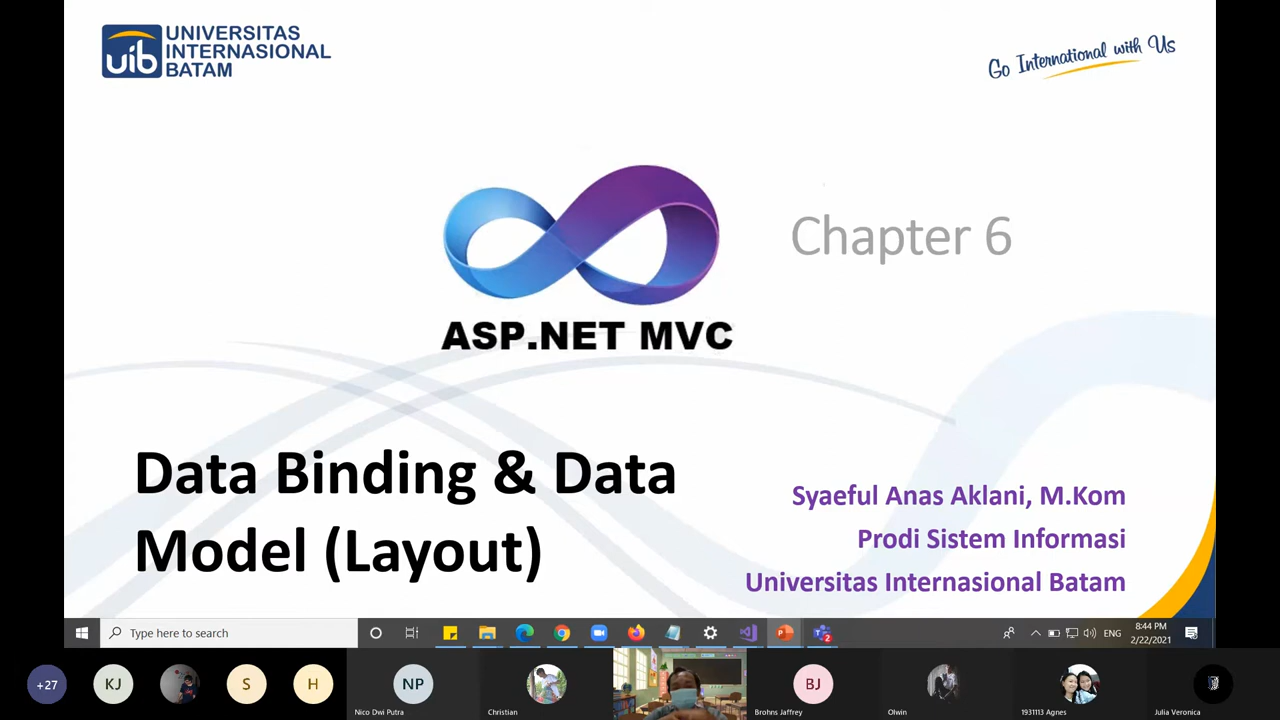 UNIVERSITAS
INTERNASIONAL
BATAM
uib
Go International with Us
Chapter 6
ASP.NET MVC
Data Binding & Data
Model (Layout)
Syaeful Anas Aklani, M.Kom
Prodi Sistem Informasi
Universitas Internasional Batam
Type here to search
ENG
8:44 PM
2/22/2021
+27
KJ
S
H
NP
Nico Dwi Putra
Christian
BJ
Brohns Jaffrey
Olwin
1931113 Agnes
Julia Veronica